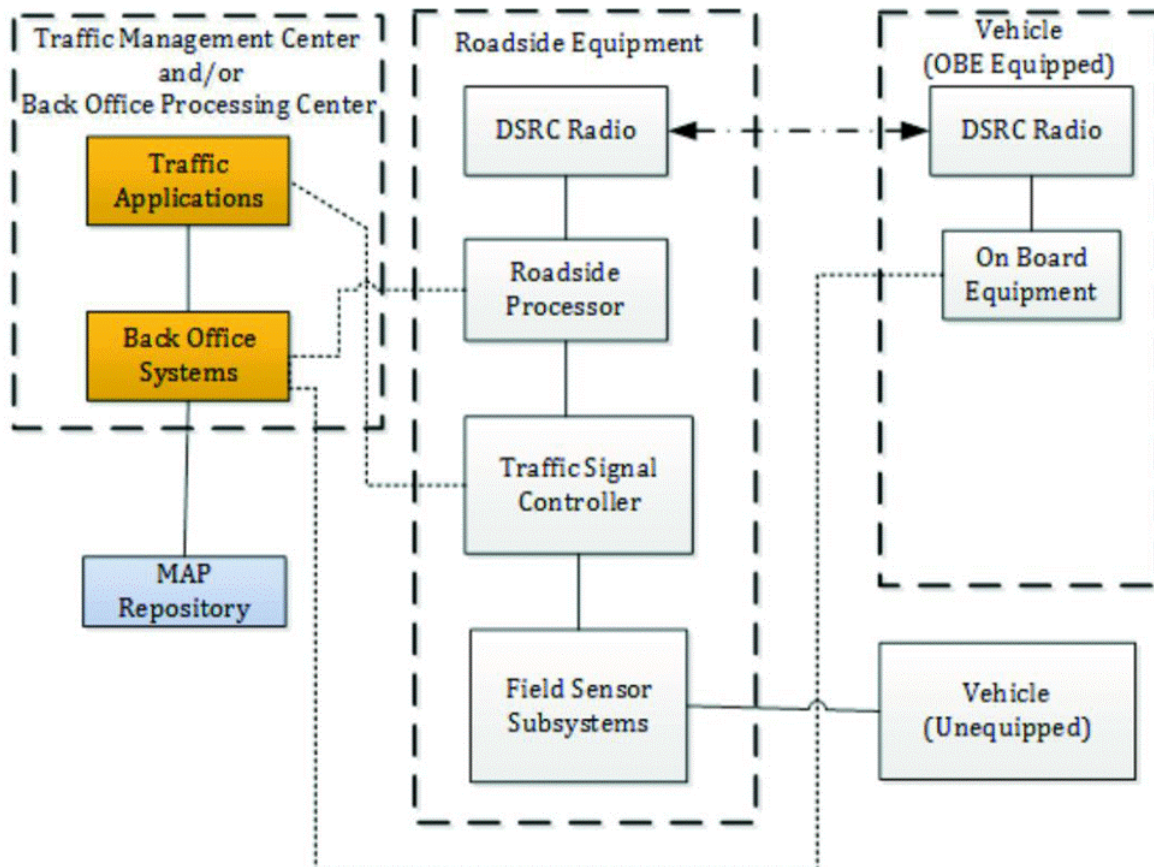 Traffic Management Center
and/or
Back Office Processing Center
Traffic
Applications
Back Office
Systems
MAP
Repository
Roadside Equipment
DSRC Radio
Roadside
Processor
Traffic Signal
Controller
Field Sensor
Subsystems
Vehicle
(OBE Equipped)
DSRC Radio
On Board
Equipment
Vehicle
(Unequipped)